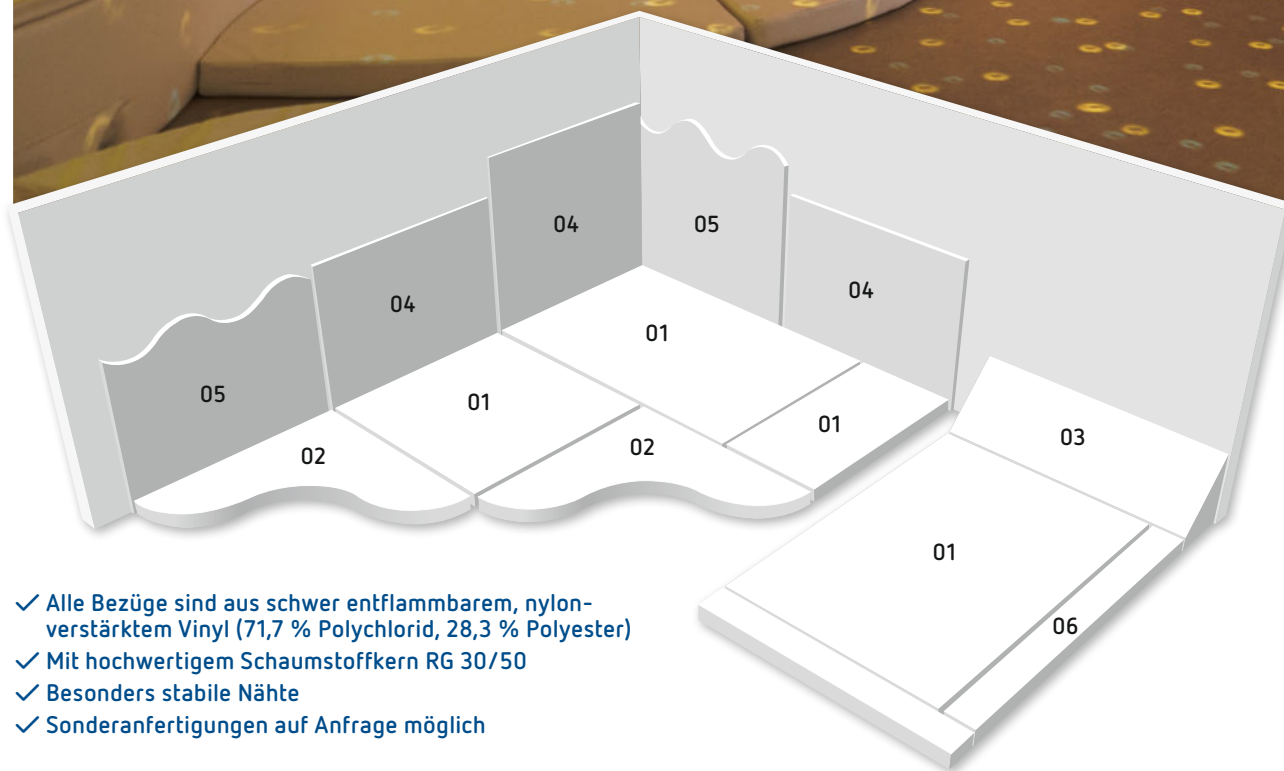 04
05
04
04
01
05
01
01
02
02
03
01
06
✓ Alle Bezüge sind aus schwer entflammbarem, nylon-
verstärktem Vinyl (71,7 % Polychlorid, 28,3 % Polyester)
✓ Mit hochwertigem Schaumstoffkern RG 30/50
✓ Besonders stabile Nähte
✓ Sonderanfertigungen auf Anfrage möglich